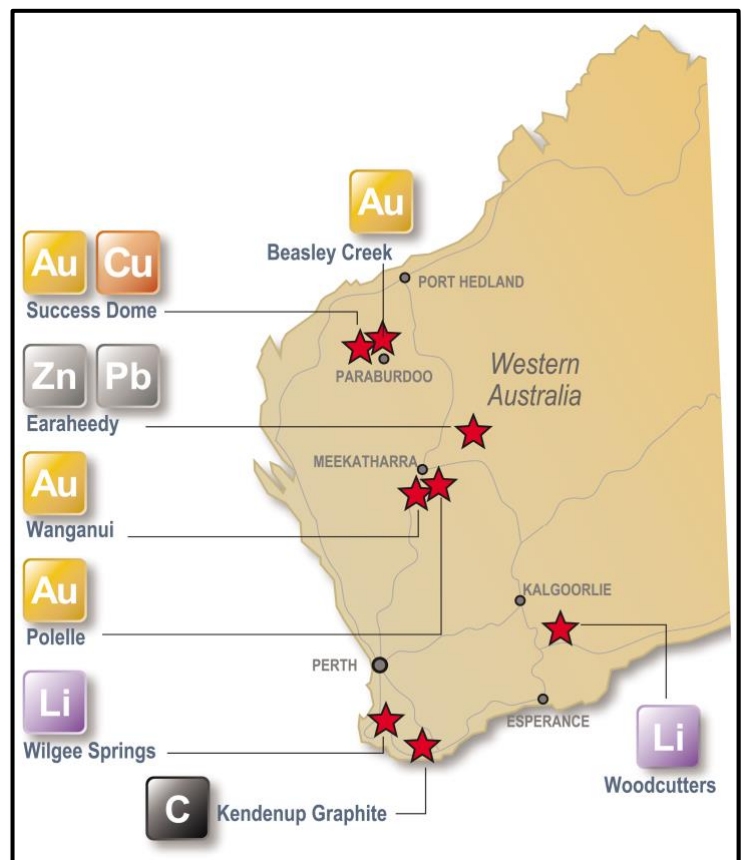 Au
Beasley Creek
Au Cu
Success Dome
PORT HEDLAND
PARABURDOO
Western
Australia
Zn Pb
Earaheedy
MEEKATHARRA
Au
Wanganui
Au
Polelle
KALGOORLIE
PERTH
Li
Wilgee Springs
ESPERANCE
Li
Woodcutters
C
Kendenup Graphite